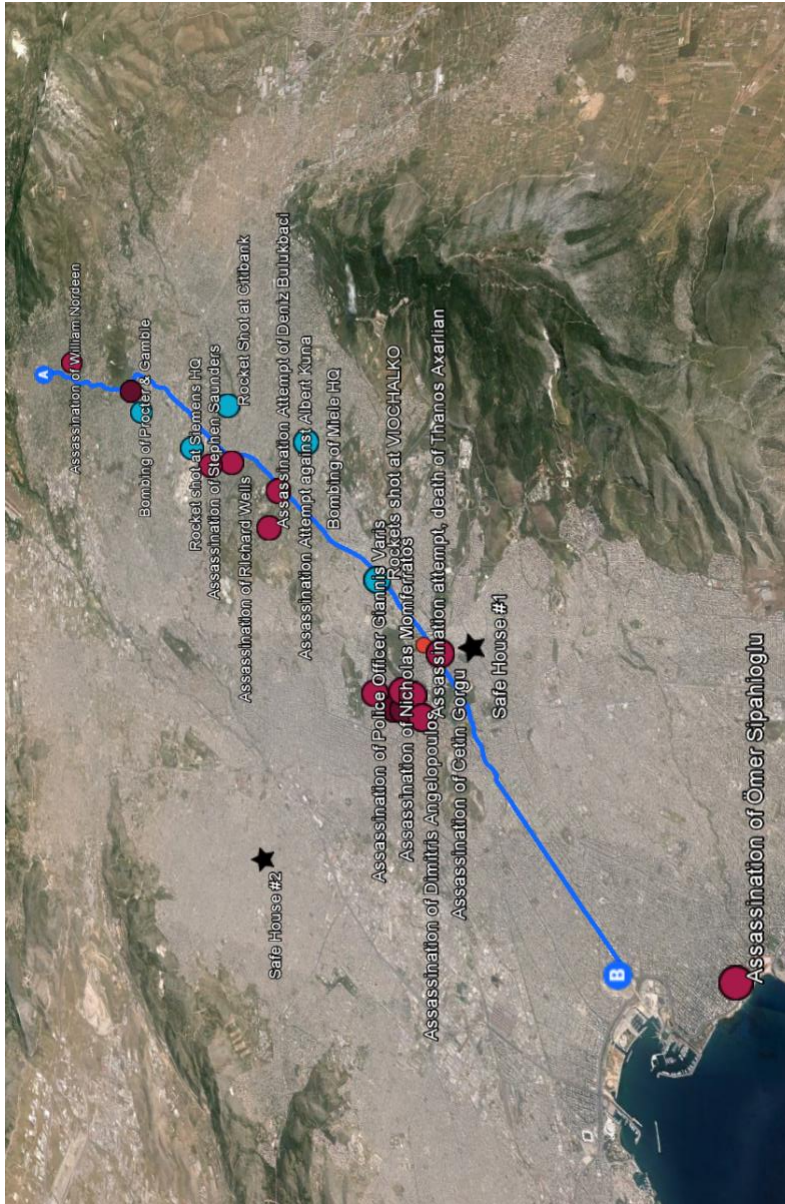 A
Assassination of William Nordeen
Bombing of Procter & Gamble
Rocket shot at Siemens HQ
Assassination of Stephen Saunders
Rocket Shot at Citibank
Assassination of Richard Wells
Assassination Attempt of Deniz Bulukbaci
Assassination Attempt against Albert Kuna
Bombing of Miele HQ
Assassination of Police Officer Giannis Varis
Rockets shot at VIOCHALKO
Assassination of Nicholas Momferratos
Assassination of Dimitris Angelopoulos
Assassination attempt, death of Thanos Axarlian
Assassination of Cetin Gorgu
Safe House #1
Safe House #2
B
Assassination of Ömer Sipahioglu